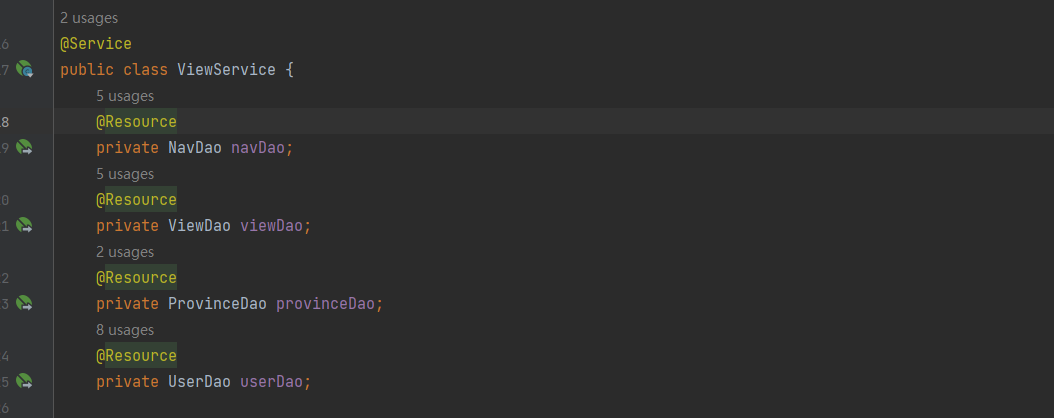 2 usages
6 @Service
7 public class ViewService {
5 usages
8 @Resource
9 private NavDao navDao;
5 usages
0 @Resource
1 private ViewDao viewDao;
2 usages
2 @Resource
3 private ProvinceDao provinceDao;
8 usages
4 @Resource
5 private UserDao userDao;
6